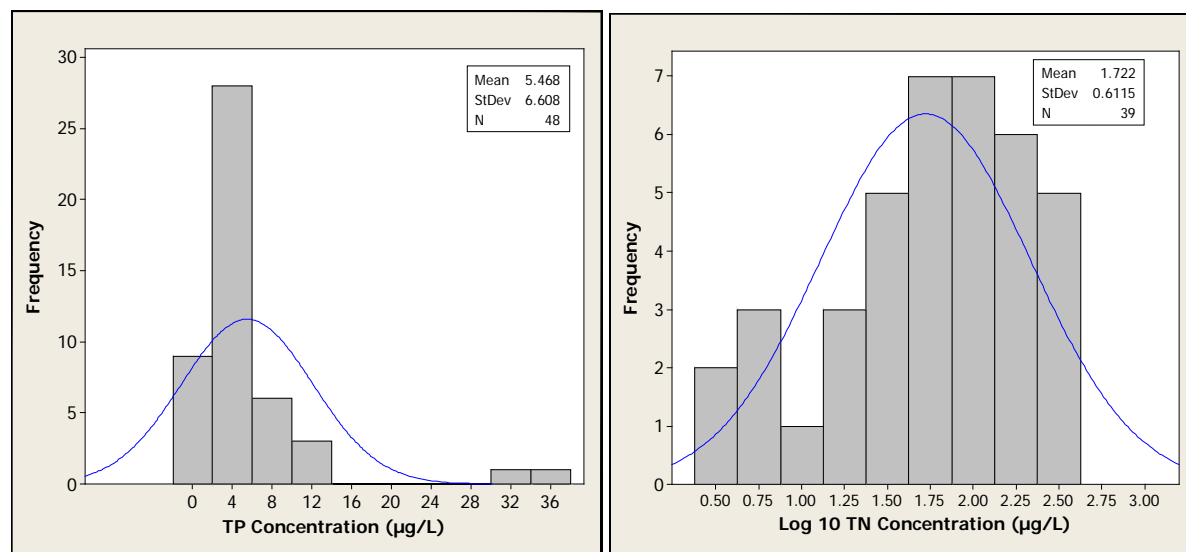 30
25
20
15
10
5
0
Frequency
Mean 5.468
StDev 6.608
N 48
0 4 8 12 16 20 24 28 32 36
TP Concentration (µg/L)
7
6
5
4
3
2
1
0
Frequency
Mean 1.722
StDev 0.6115
N 39
0.50 0.75 1.00 1.25 1.50 1.75 2.00 2.25 2.50 2.75 3.00
Log 10 TN Concentration (µg/L)